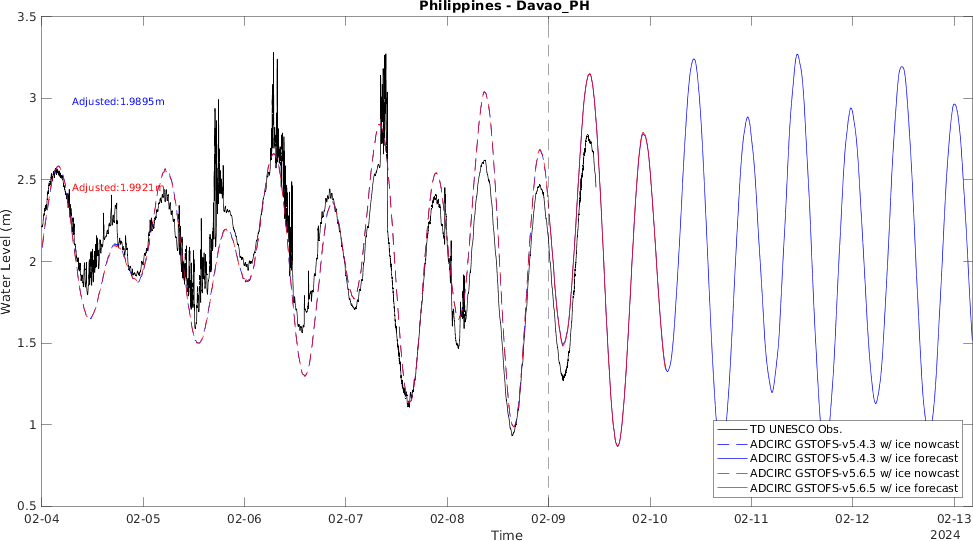 Philippines - Davao_PH
3.5
3
2.5
2
1.5
1
0.5
Water Level (m)
Adjusted:1.9895m
Adjusted:1.9921m
TD UNESCO Obs.
ADCIRC GSTOFS-v5.4.3 w/ ice nowcast
ADCIRC GSTOFS-v5.4.3 w/ ice forecast
ADCIRC GSTOFS-v5.6.5 w/ ice nowcast
ADCIRC GSTOFS-v5.6.5 w/ ice forecast
02-04 02-05 02-06 02-07 02-08 02-09 02-10 02-11 02-12 02-13
2024
Time